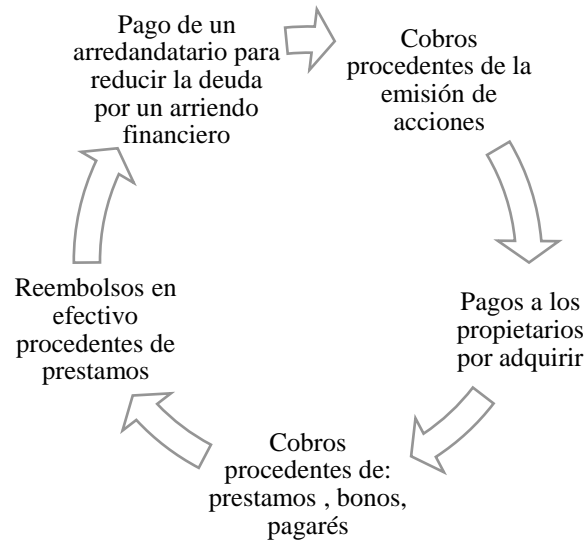 Pago de un
arredandatario para
reducir la deuda
por un arriendo
financiero
Cobros
procedentes de la
emisión de
acciones
Pagos a los
propietarios
por adquirir
Cobros
procedentes de:
prestamos , bonos,
pagarés
Reembolsos en
efectivo
procedentes de
prestamos